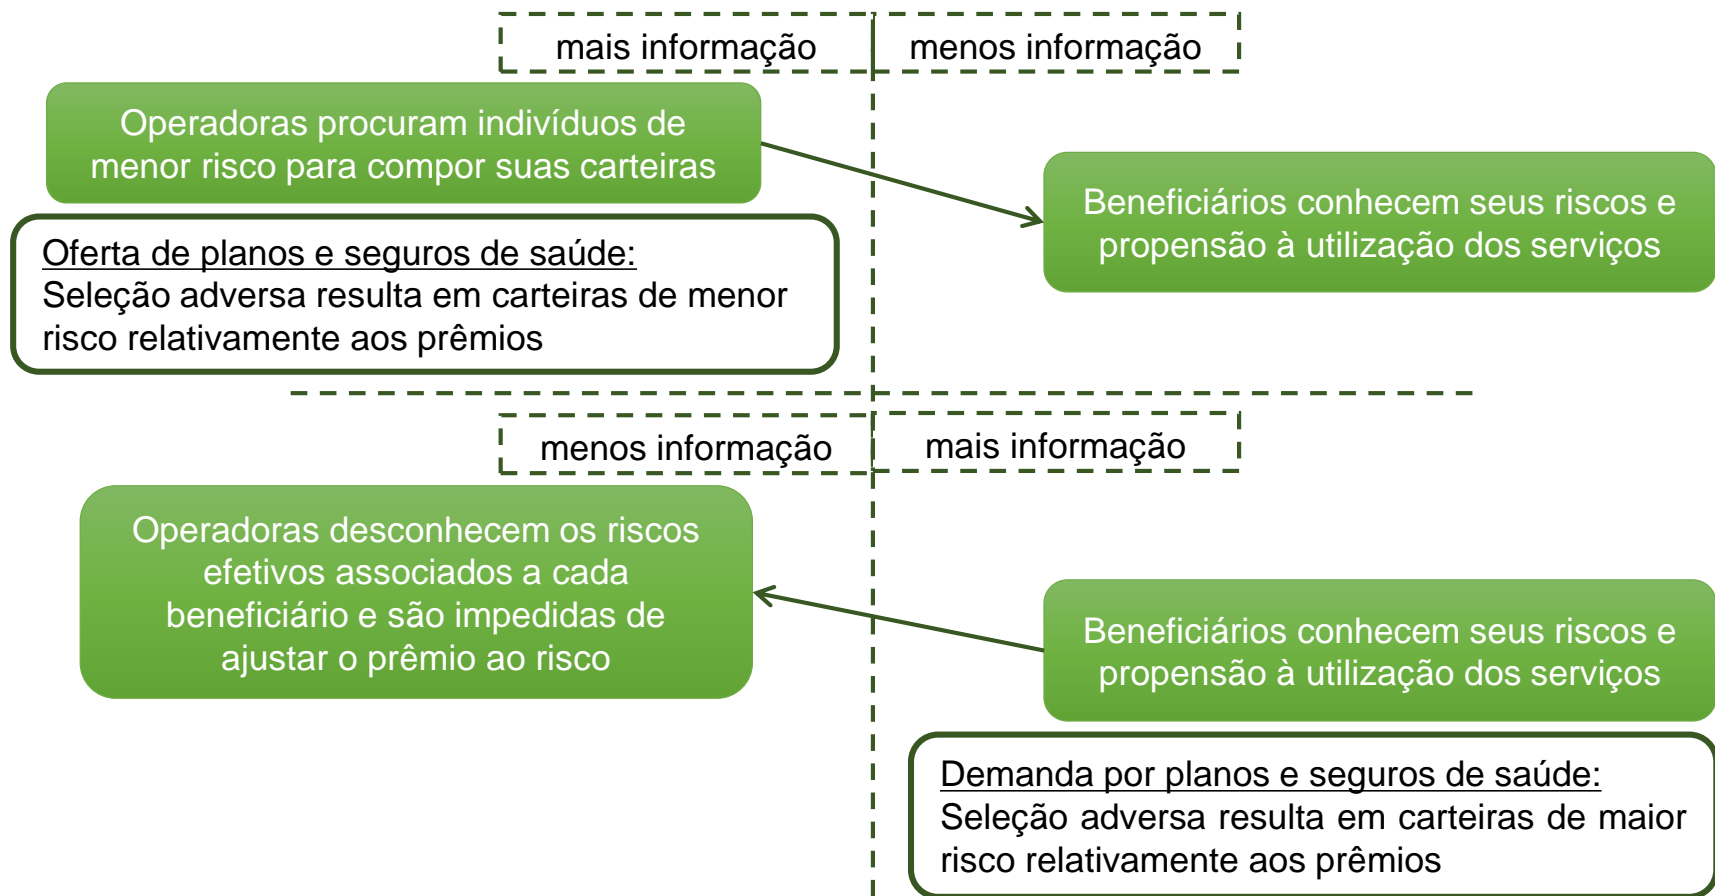 mais informação
menos informação
Operadoras procuram indivíduos de
menor risco para compor suas carteiras
Beneficiários conhecem seus riscos e
propensão à utilização dos serviços
Oferta de planos e seguros de saúde:
Seleção adversa resulta em carteiras de menor
risco relativamente aos prêmios
menos informação
mais informação
Operadoras desconhecem os riscos
efetivos associados a cada
beneficiário e são impedidas de
ajustar o prêmio ao risco
Beneficiários conhecem seus riscos e
propensão à utilização dos serviços
Demanda por planos e seguros de saúde:
Seleção adversa resulta em carteiras de maior
risco relativamente aos prêmios